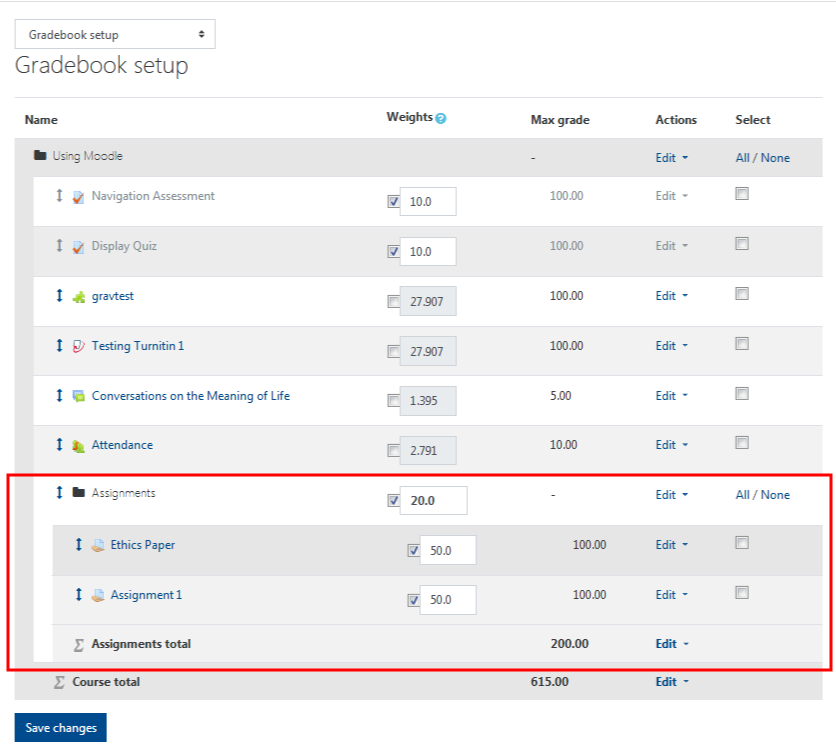 Gradebook setup
Gradebook setup
Name Weights Max grade Actions Select
Using Moodle - Edit All / None
Navigation Assessment 10.0 100.00 Edit
Display Quiz 10.0 100.00 Edit
gravtest 27.907 100.00 Edit
Testing Turnitin 1 27.907 100.00 Edit
Conversations on the Meaning of Life 1.395 5.00 Edit
Attendance 2.791 10.00 Edit
Assignments 20.0 - Edit All / None
Ethics Paper 50.0 100.00 Edit
Assignment 1 50.0 100.00 Edit
∑ Assignments total 200.00 Edit
∑ Course total 615.00 Edit
Save changes